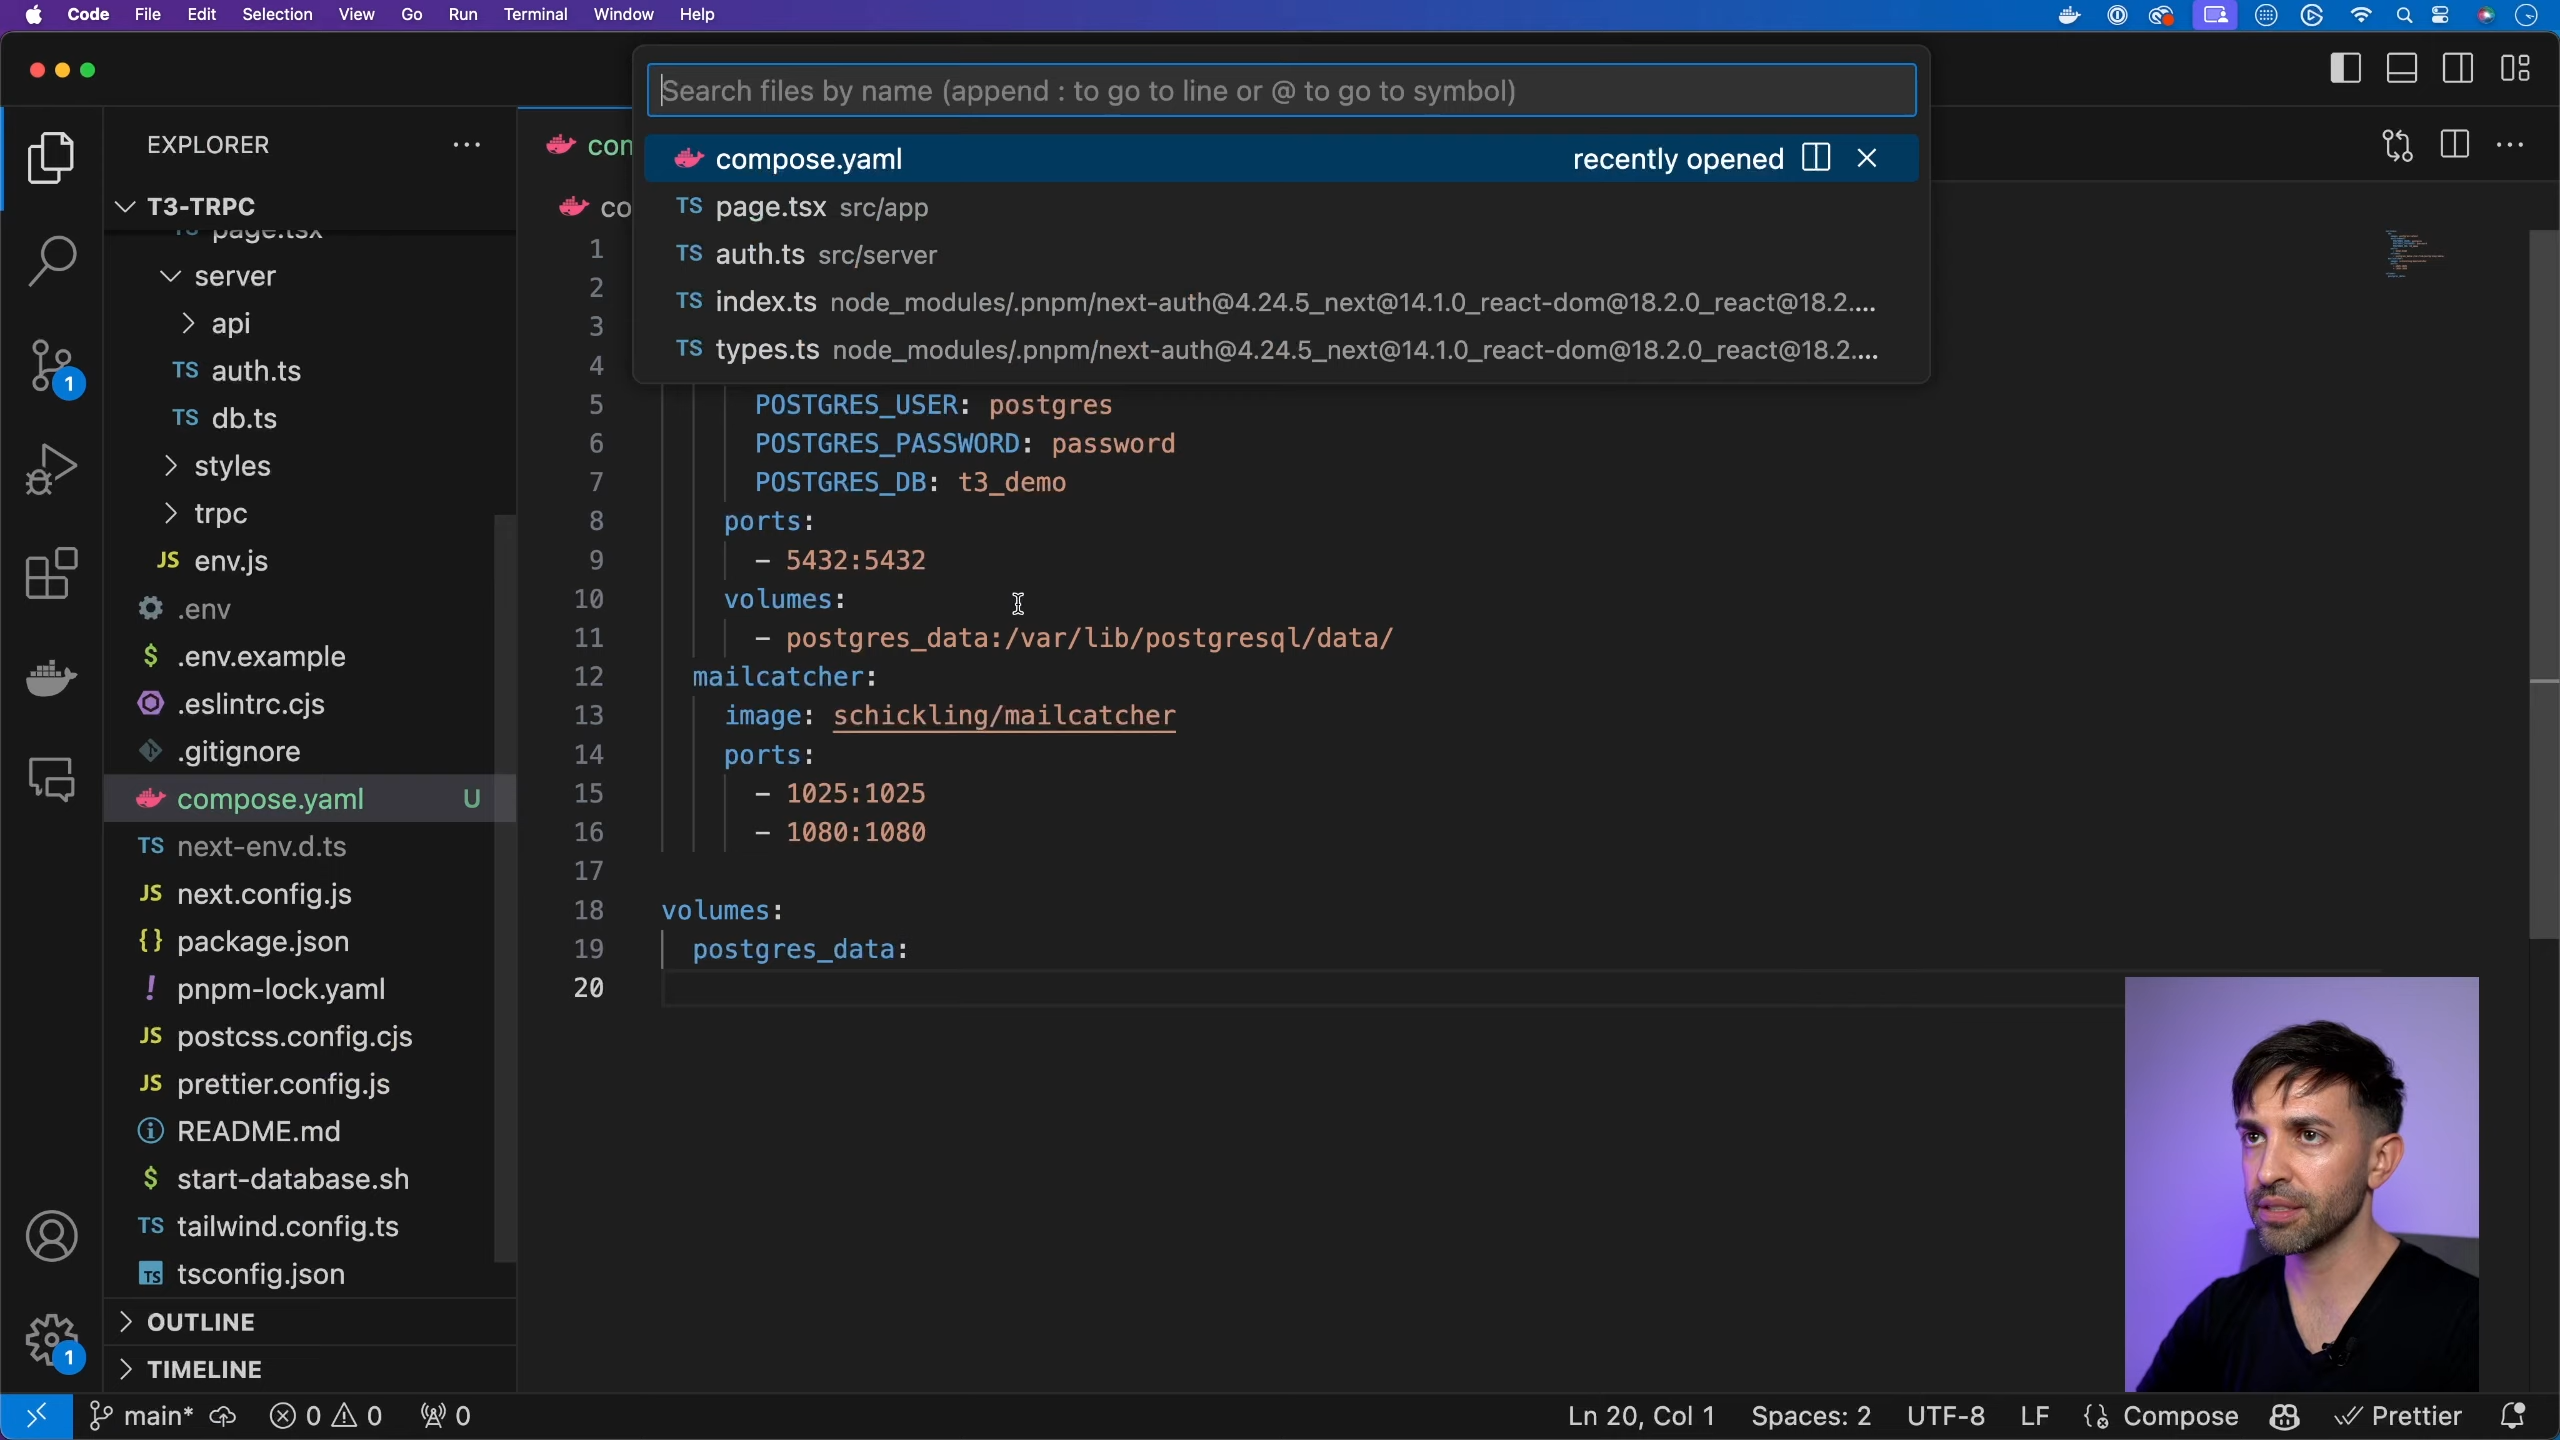 Code File Edit Selection View Go Run Terminal Window Help
Search files by name (append : to go to line or @ to go to symbol)
compose.yaml recently opened
TS page.tsx src/app
TS auth.ts src/server
TS index.ts node_modules/.pnpm/next-auth@4.24.5_next@14.1.0_react-dom@18.2.0_react@18.2....
TS types.ts node_modules/.pnpm/next-auth@4.24.5_next@14.1.0_react-dom@18.2.0_react@18.2....
EXPLORER
T3-TRPC
page.tsx
server
api
TS auth.ts
TS db.ts
styles
trpc
JS env.js
.env
$ .env.example
.eslintrc.cjs
.gitignore
compose.yaml U
TS next-env.d.ts
JS next.config.js
{} package.json
! pnpm-lock.yaml
JS postcss.config.cjs
JS prettier.config.js
README.md
$ start-database.sh
TS tailwind.config.ts
TS tsconfig.json
OUTLINE
TIMELINE
1
1
con
co
1
2
3
4
5 POSTGRES_USER: postgres
6 POSTGRES_PASSWORD: password
7 POSTGRES_DB: t3_demo
8 ports:
9 - 5432:5432
10 volumes:
11 - postgres_data:/var/lib/postgresql/data/
12 mailcatcher:
13 image: schickling/mailcatcher
14 ports:
15 - 1025:1025
16 - 1080:1080
17
18 volumes:
19 postgres_data:
20
main* 0 0 0 Ln 20, Col 1 Spaces: 2 UTF-8 LF Compose Prettier